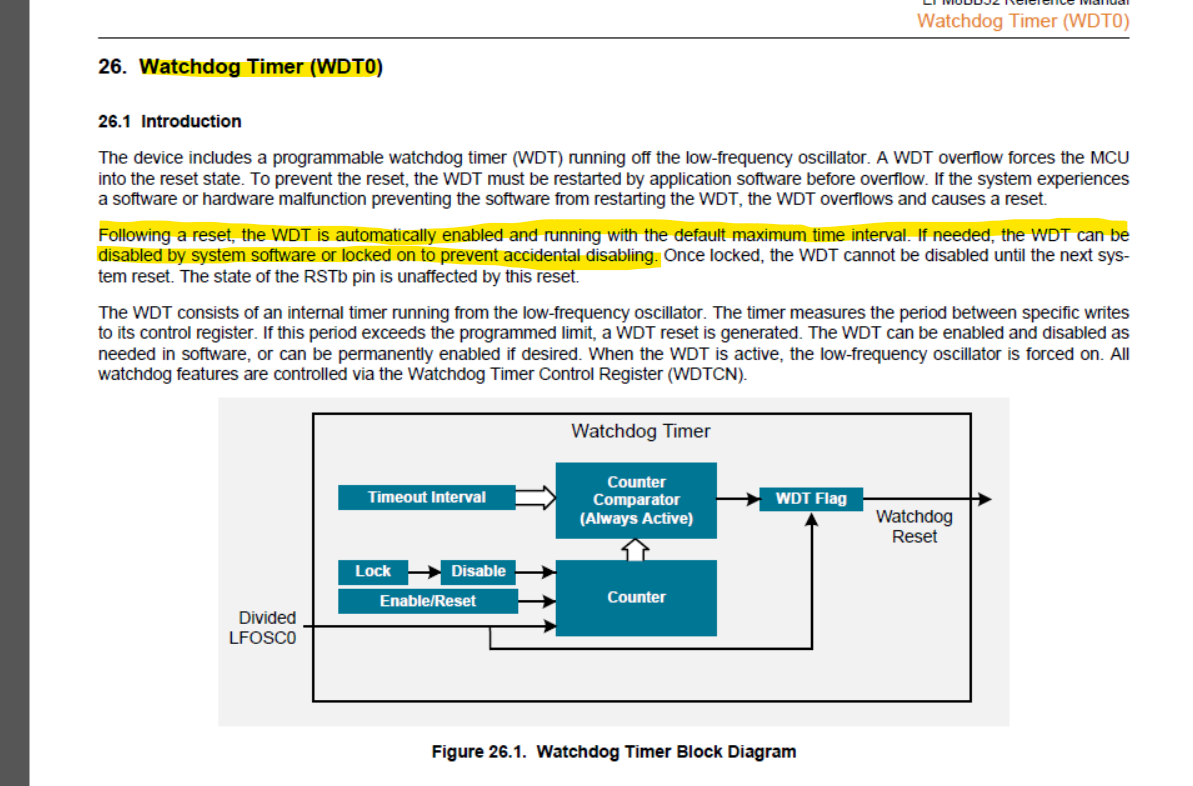 Watchdog Timer (WDT0)
26. Watchdog Timer (WDT0)
26.1 Introduction
The device includes a programmable watchdog timer (WDT) running off the low-frequency oscillator. A WDT overflow forces the MCU
into the reset state. To prevent the reset, the WDT must be restarted by application software before overflow. If the system experiences
a software or hardware malfunction preventing the software from restarting the WDT, the WDT overflows and causes a reset.
Following a reset, the WDT is automatically enabled and running with the default maximum time interval. If needed, the WDT can be
disabled by system software or locked on to prevent accidental disabling. Once locked, the WDT cannot be disabled until the next sys-
tem reset. The state of the RSTb pin is unaffected by this reset.
The WDT consists of an internal timer running from the low-frequency oscillator. The timer measures the period between specific writes
to its control register. If this period exceeds the programmed limit, a WDT reset is generated. The WDT can be enabled and disabled as
needed in software, or can be permanently enabled if desired. When the WDT is active, the low-frequency oscillator is forced on. All
watchdog features are controlled via the Watchdog Timer Control Register (WDTCN).
Watchdog Timer
Timeout Interval
Counter
Comparator
(Always Active)
WDT Flag
Watchdog
Reset
Lock
Disable
Enable/Reset
Counter
Divided
LFOSC0
Figure 26.1. Watchdog Timer Block Diagram